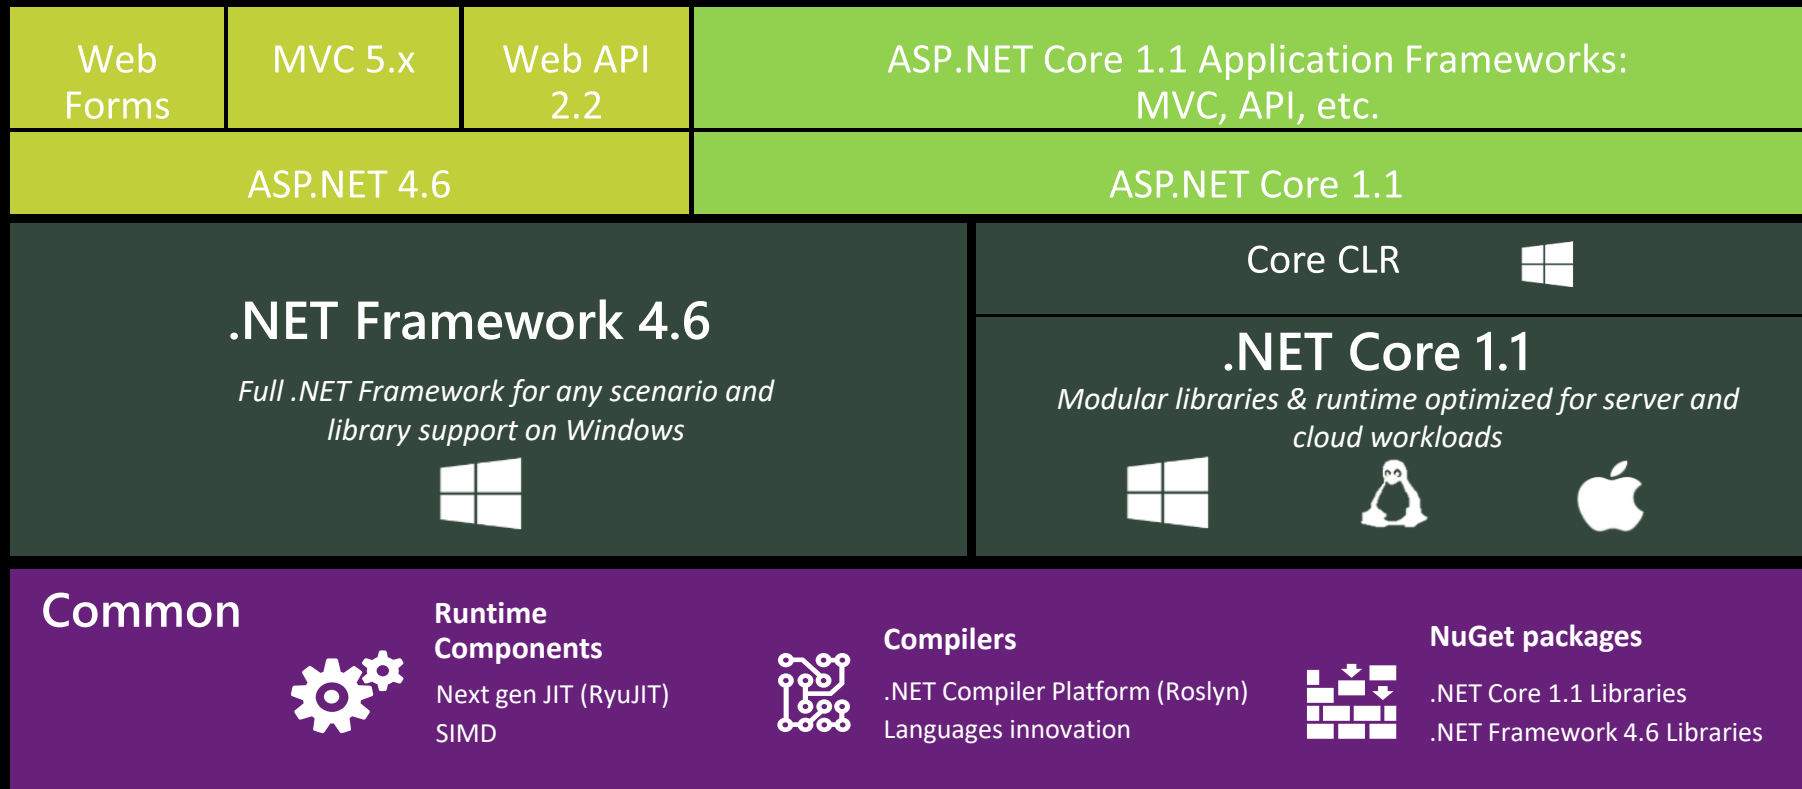 Web
Forms
MVC 5.x
Web API
2.2
ASP.NET Core 1.1 Application Frameworks:
MVC, API, etc.
ASP.NET 4.6
ASP.NET Core 1.1
.NET Framework 4.6
Full .NET Framework for any scenario and
library support on Windows
Core CLR
.NET Core 1.1
Modular libraries & runtime optimized for server and
cloud workloads
Common
Runtime
Components
Next gen JIT (RyuJIT)
SIMD
Compilers
.NET Compiler Platform (Roslyn)
Languages innovation
NuGet packages
.NET Core 1.1 Libraries
.NET Framework 4.6 Libraries